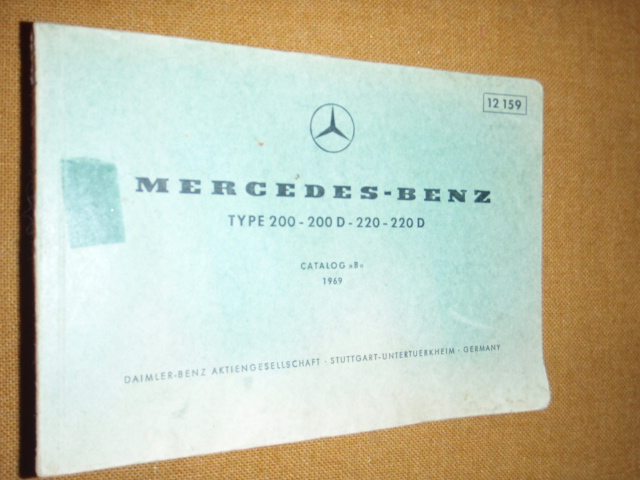 12 159
MERCEDES-BENZ
TYPE 200 - 200 D - 220 - 220 D
CATALOG »B«
1969
DAIMLER-BENZ AKTIENGESELLSCHAFT · STUTTGART-UNTERTUERKHEIM · GERMANY